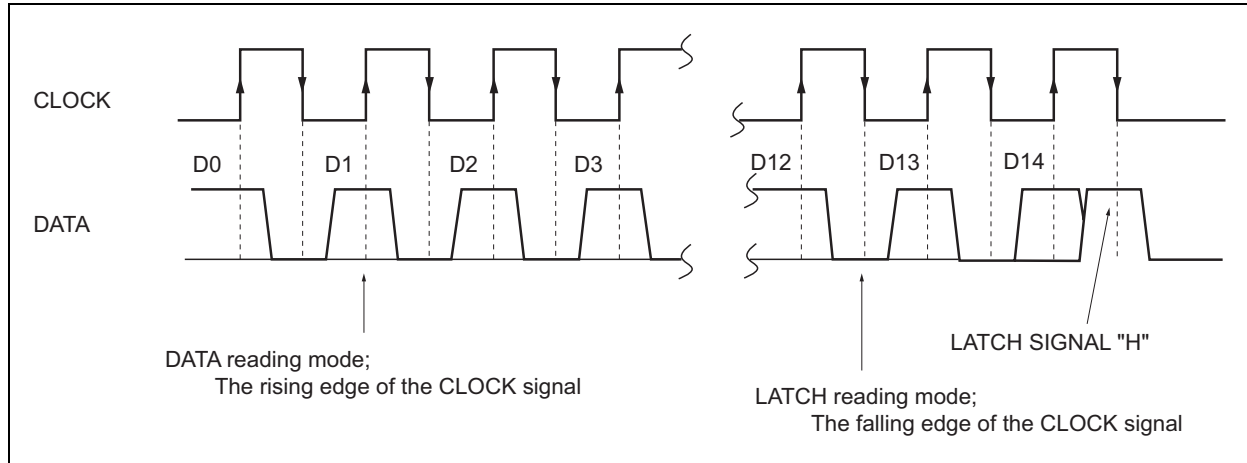 CLOCK
D0 D1 D2 D3 D12 D13 D14
DATA
DATA reading mode;
The rising edge of the CLOCK signal
LATCH SIGNAL "H"
LATCH reading mode;
The falling edge of the CLOCK signal